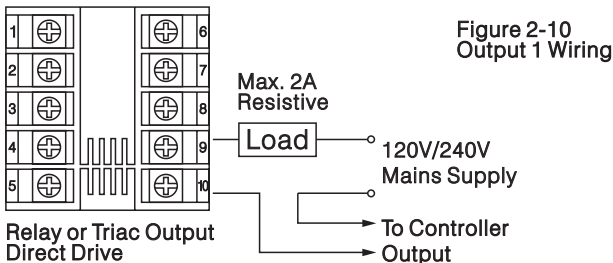 Figure 2-10
Output 1 Wiring
1
6
2
7
3
8
4
9
5
10
Max. 2A
Resistive
Load
120V/240V
Mains Supply
To Controller
Output
Relay or Triac Output
Direct Drive